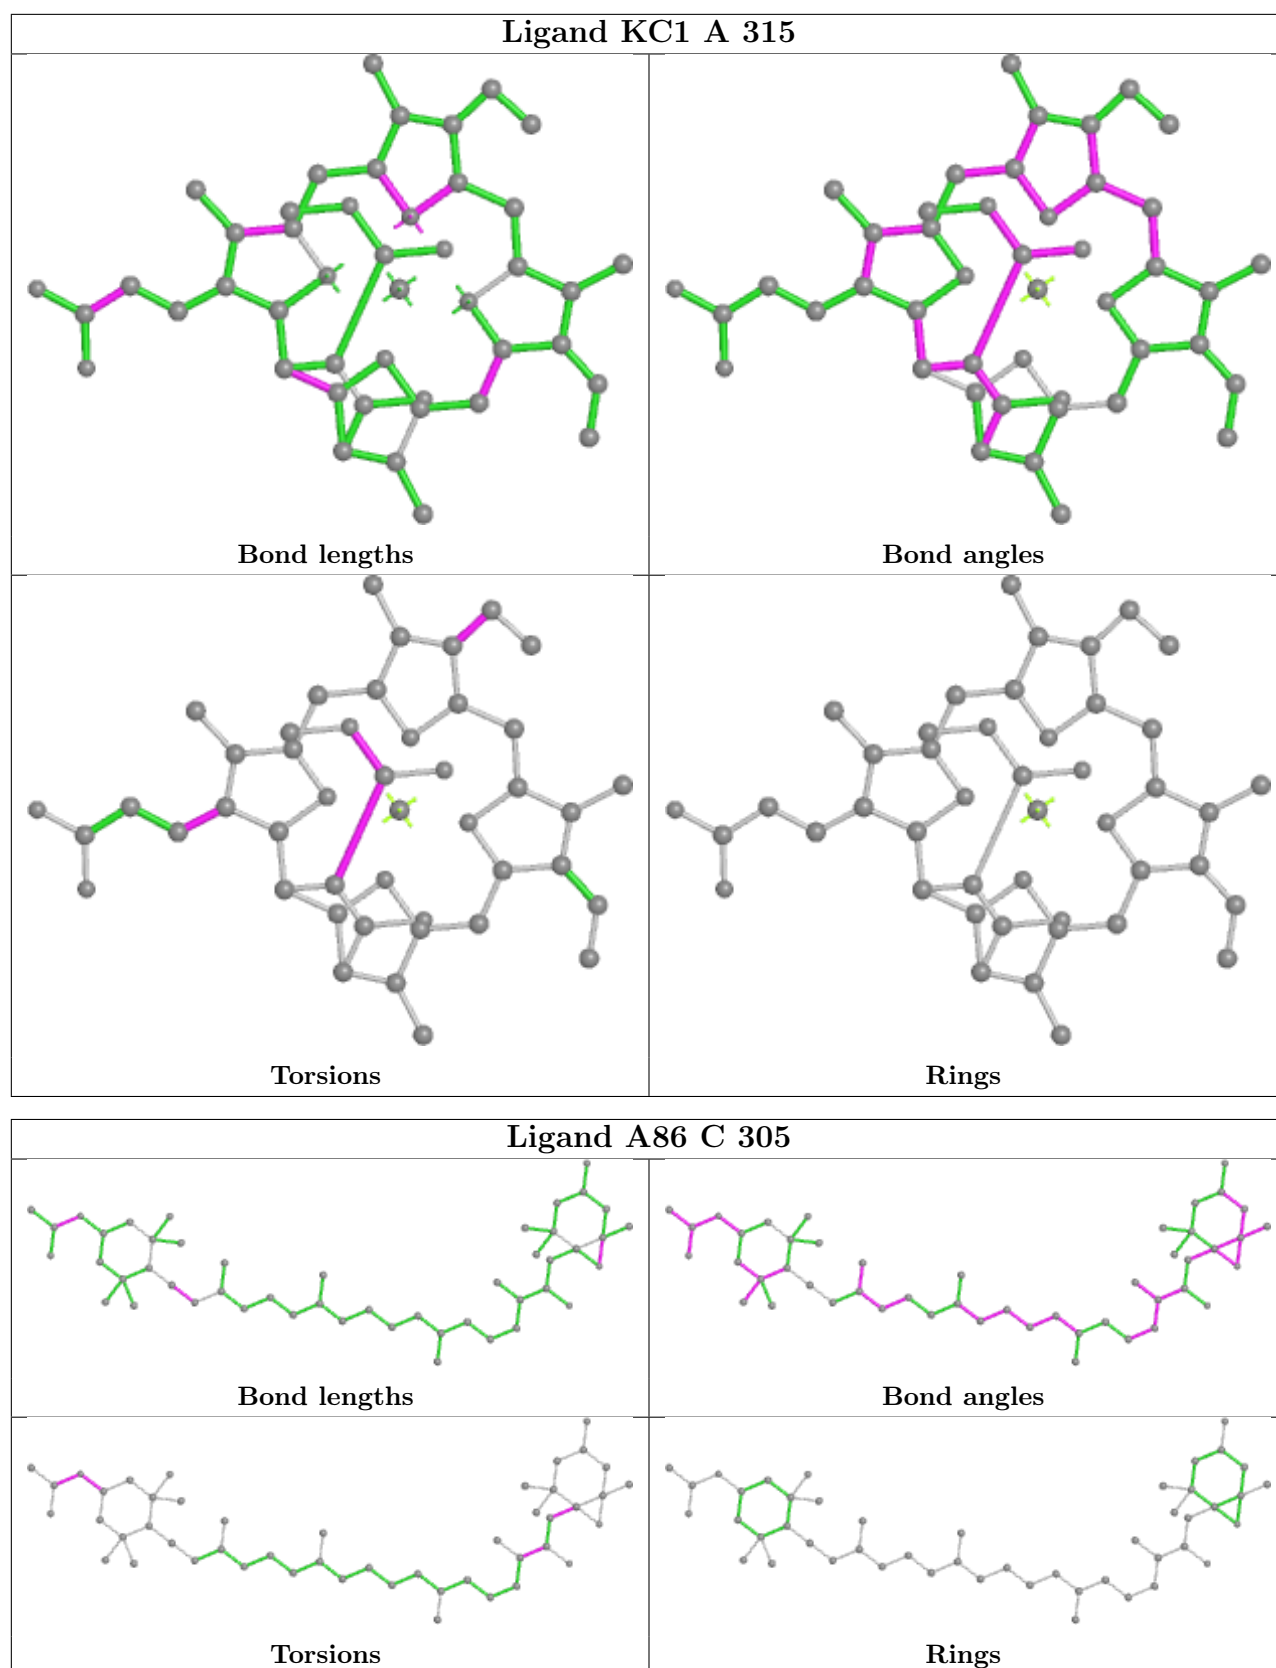 Ligand KC1 A 315
Bond lengths
Bond angles
Torsions
Rings
Ligand A86 C 305
Bond lengths
Bond angles
Torsions
Rings